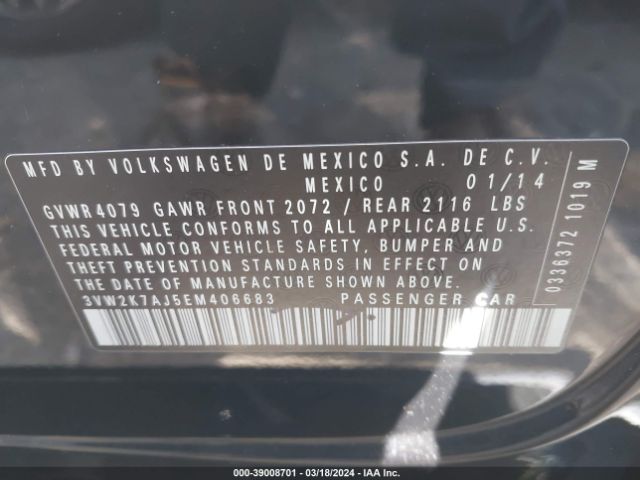 MFD BY VOLKSWAGEN DE MEXICO S.A. DE C.V.
MEXICO 01/14
GVWR 4079 GAWR FRONT 2072 / REAR 2116 LBS
THIS VEHICLE CONFORMS TO ALL APPLICABLE U.S.
FEDERAL MOTOR VEHICLE SAFETY, BUMPER AND
THEFT PREVENTION STANDARDS IN EFFECT ON
THE DATE OF MANUFACTURE SHOWN ABOVE.
3VW2K7AJ5EM406683 PASSENGER CAR
0336372 1019 M
000-39008701 - 03/18/2024 - IAA Inc.